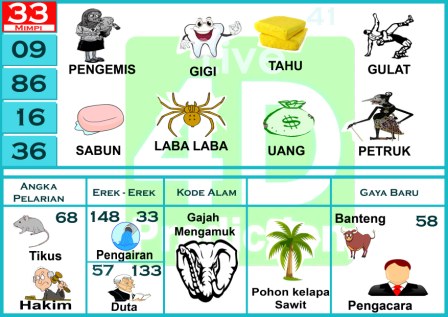 33
41
Mimpi
09
86
16
36
PENGEMIS
GIGI
TAHU
GULAT
SABUN
LABA LABA
UANG
PETRUK
Live
4D
Prediction
ANGKA
PELARIAN
EREK - EREK
KODE ALAM
GAYA BARU
68
Tikus
Hakim
148 33
Pengairan
57 133
Duta
Gajah
Mengamuk
Pohon kelapa
Sawit
Banteng
58
Pengacara